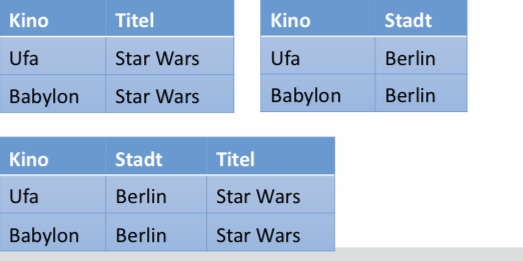 Kino Titel
Ufa Star Wars
Babylon Star Wars
Kino Stadt
Ufa Berlin
Babylon Berlin
Kino Stadt Titel
Ufa Berlin Star Wars
Babylon Berlin Star Wars